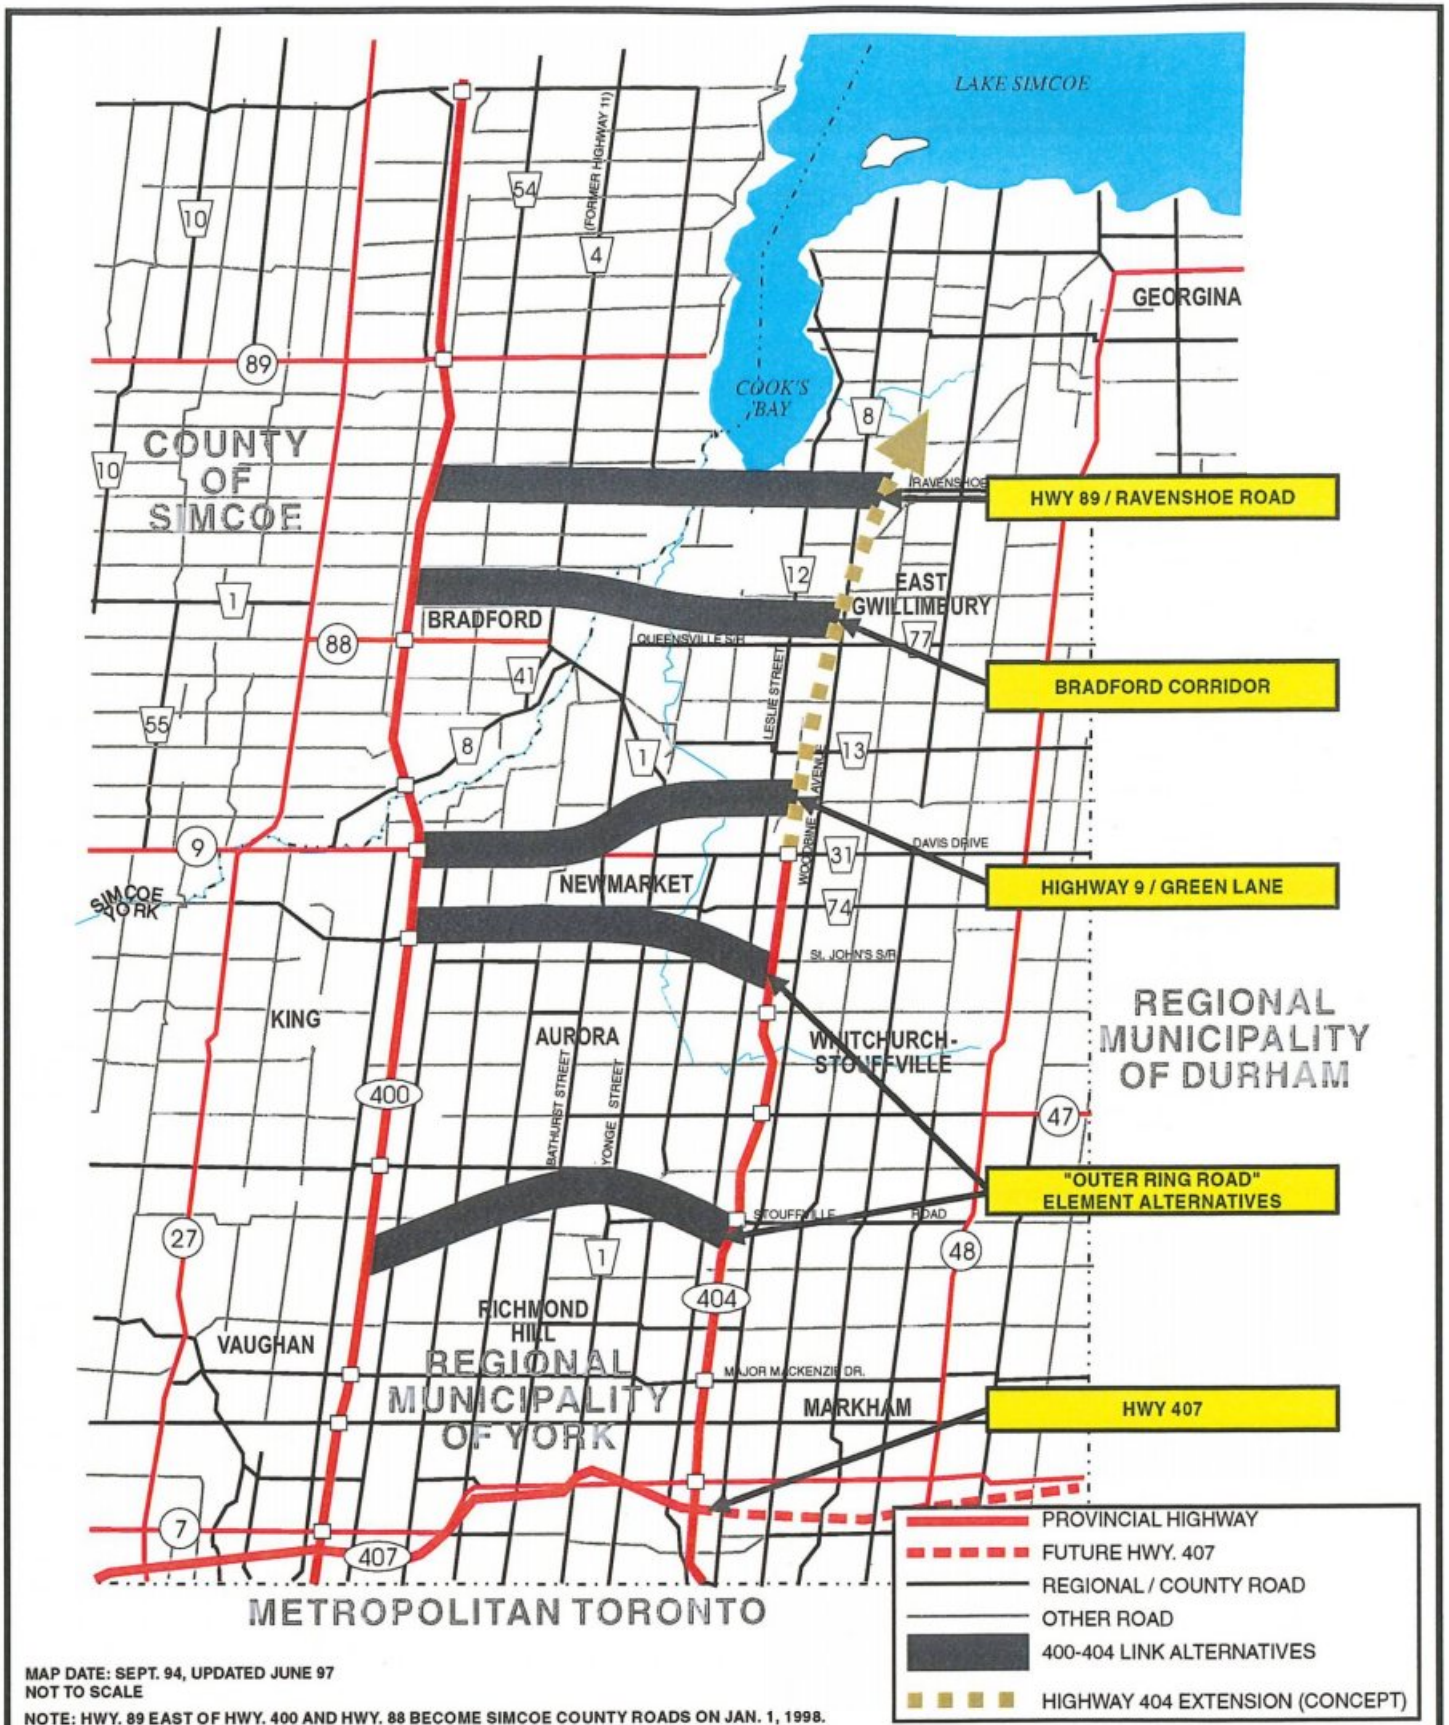 LAKE SIMCOE
(FORMER HIGHWAY 11)
54
10
4
GEORGINA
89
COOK'S
BAY
8
COUNTY
OF
SIMCOE
10
RAVENSHOE
HWY 89 / RAVENSHOE ROAD
12
EAST
GWILLIMBURY
1
BRADFORD
88
QUEENSVILLE S/R
77
41
BRADFORD CORRIDOR
LESLIE STREET
55
8
1
13
WOODBINE AVENUE
9
31
DAVIS DRIVE
NEWMARKET
HIGHWAY 9 / GREEN LANE
SIMCOE
YORK
74
St. JOHN'S S/R
KING
AURORA
WHITCHURCH-
STOUFFVILLE
REGIONAL
MUNICIPALITY
OF DURHAM
400
BATHURST STREET
YONGE STREET
47
"OUTER RING ROAD"
ELEMENT ALTERNATIVES
STOUFFVILLE ROAD
27
1
48
404
RICHMOND
HILL
VAUGHAN
REGIONAL
MUNICIPALITY
OF YORK
MAJOR MACKENZIE DR.
MARKHAM
HWY 407
7
407
METROPOLITAN TORONTO
PROVINCIAL HIGHWAY
FUTURE HWY. 407
REGIONAL / COUNTY ROAD
OTHER ROAD
400-404 LINK ALTERNATIVES
HIGHWAY 404 EXTENSION (CONCEPT)
MAP DATE: SEPT. 94, UPDATED JUNE 97
NOT TO SCALE
NOTE: HWY. 89 EAST OF HWY. 400 AND HWY. 88 BECOME SIMCOE COUNTY ROADS ON JAN. 1, 1998.